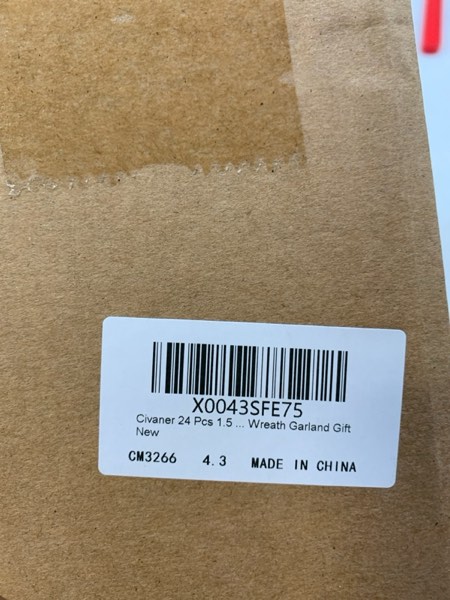 X0043SFE75
Civaner 24 Pcs 1.5 ... Wreath Garland Gift
New
CM3266 4.3 MADE IN CHINA